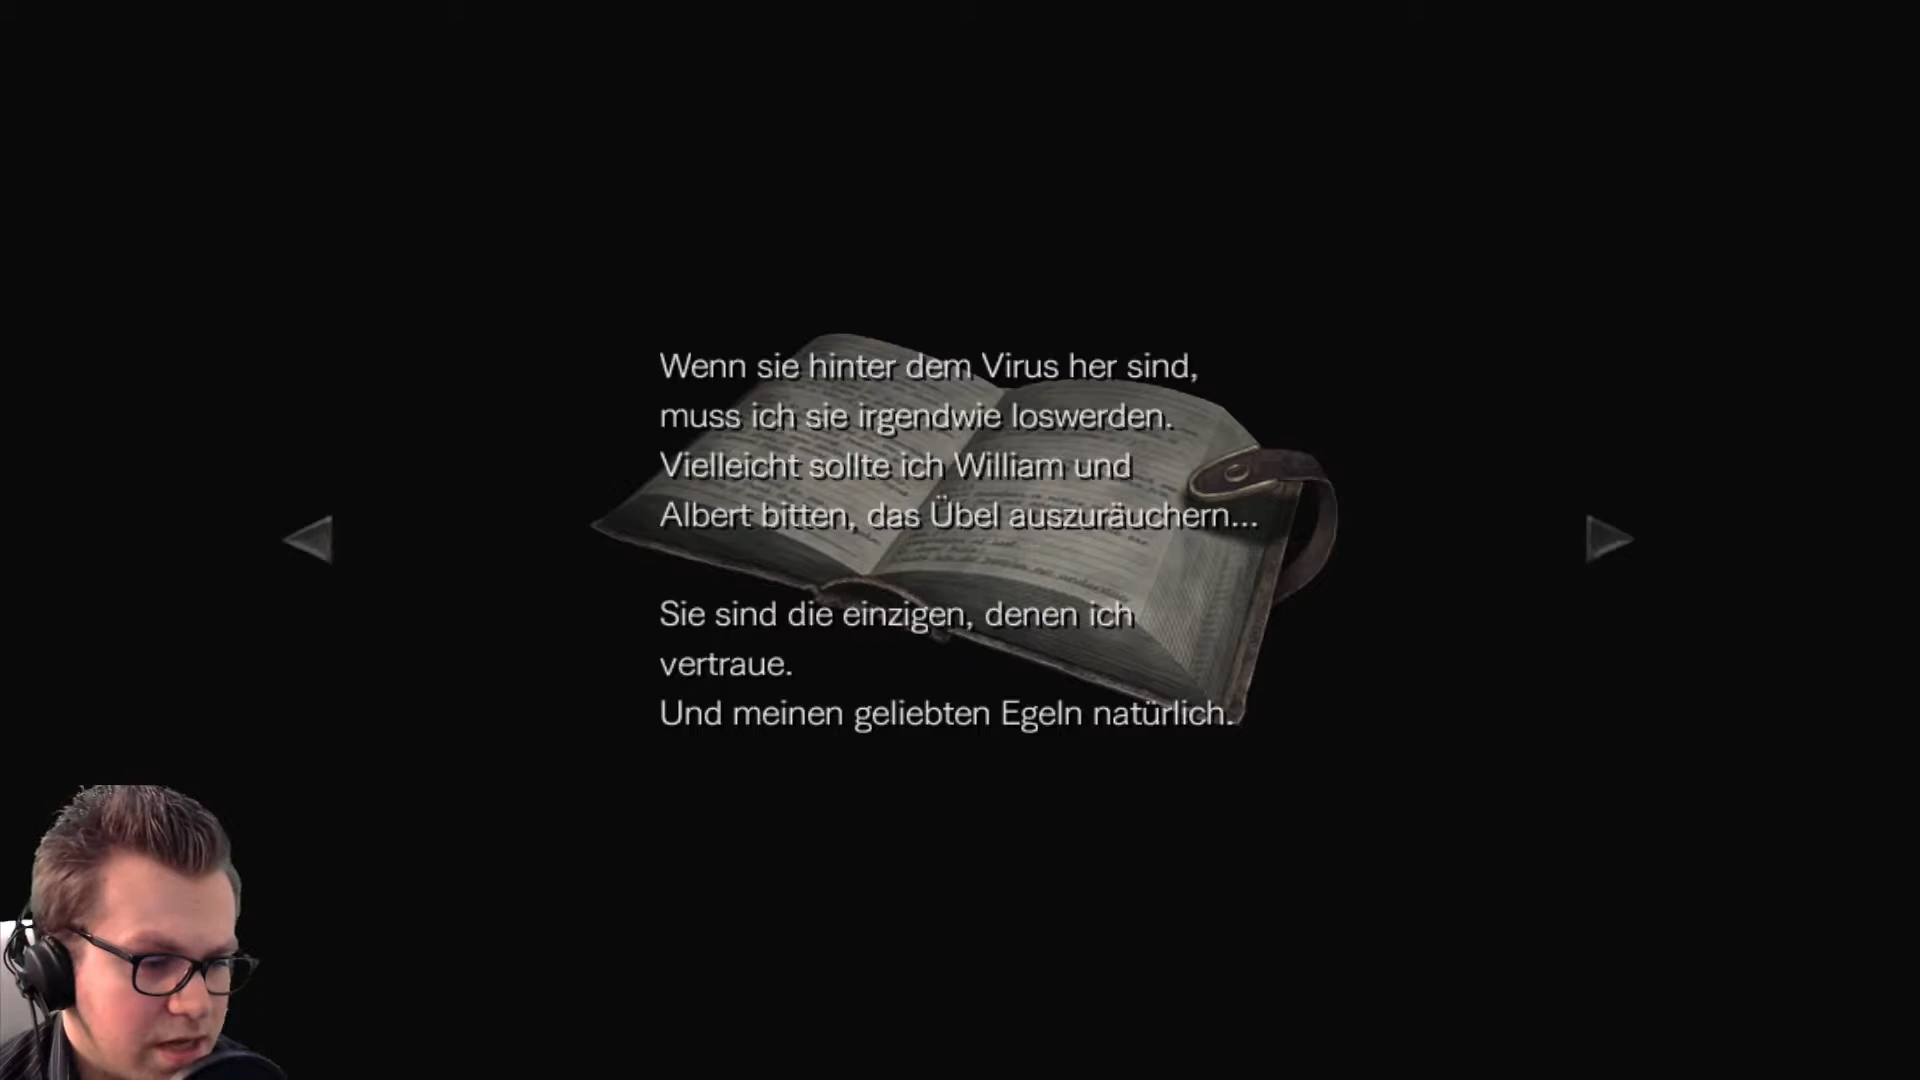 Wenn sie hinter dem Virus her sind,
muss ich sie irgendwie loswerden.
Vielleicht sollte ich William und
Albert bitten, das Übel auszuräuchern...
Sie sind die einzigen, denen ich
vertraue.
Und meinen geliebten Egeln natürlich.